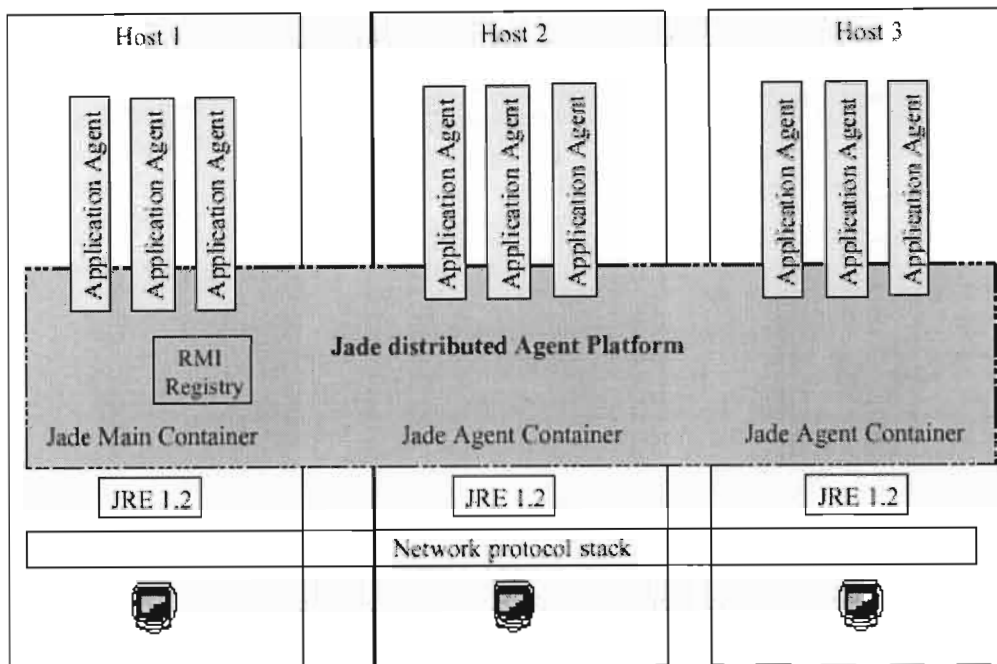 Host 1
Host 2
Host 3
Application Agent
Application Agent
Application Agent
Application Agent
Application Agent
Application Agent
Application Agent
Application Agent
Application Agent
Jade distributed Agent Platform
RMI
Registry
Jade Main Container
Jade Agent Container
Jade Agent Container
JRE 1.2
JRE 1.2
JRE 1.2
Network protocol stack